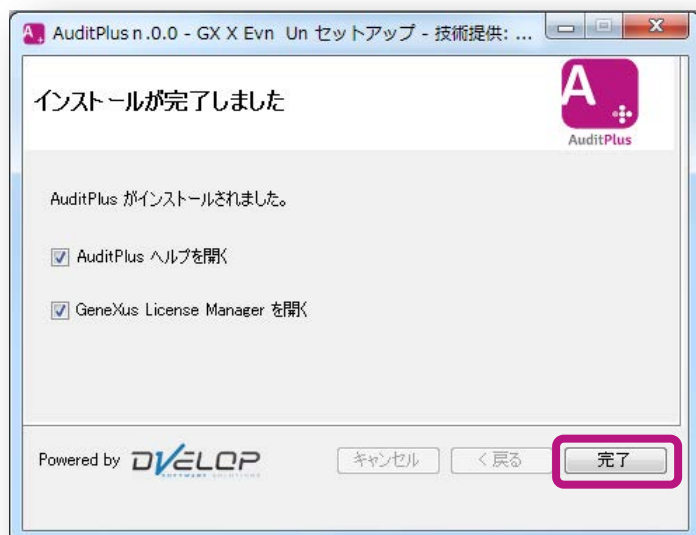 AuditPlus n .0.0 - GX X Evn Un セットアップ - 技術提供: ...
インストールが完了しました
A
AuditPlus
AuditPlus がインストールされました。
AuditPlus ヘルプを開く
GeneXus License Manager を開く
Powered by DVELOP
SOFTWARE SOLUTIONS
キャンセル
< 戻る
完了